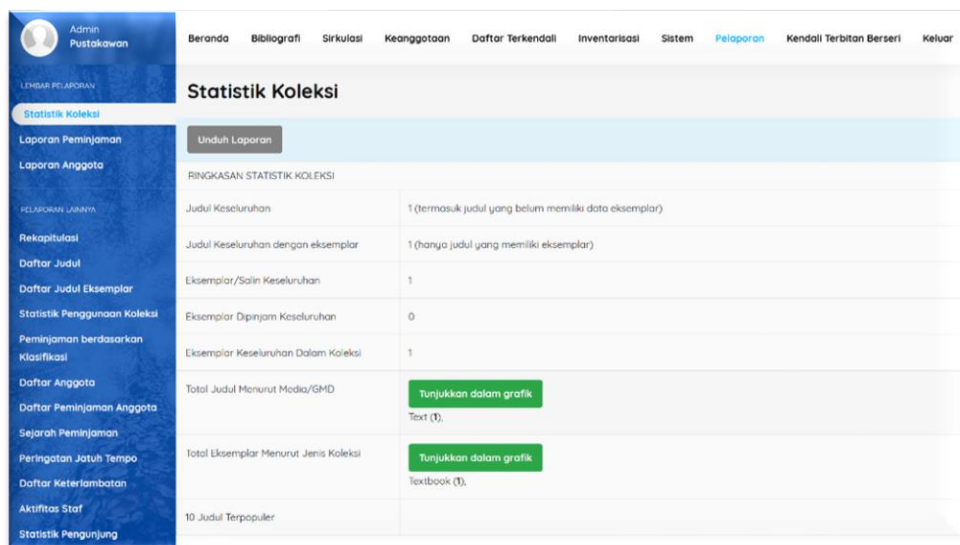 Admin
Pustakawan
Beranda Bibliografi Sirkulasi Keanggotaan Daftar Terkendali Inventarisasi Sistem Pelaporan Kendali Terbitan Berseri Keluar
LEMBAR PELAPORAN
Statistik Koleksi
Laporan Peminjaman
Laporan Anggota
PELAPORAN LAINNYA
Rekapitulasi
Daftar Judul
Daftar Judul Eksemplar
Statistik Penggunaan Koleksi
Peminjaman berdasarkan
Klasifikasi
Daftar Anggota
Daftar Peminjaman Anggota
Sejarah Peminjaman
Peringatan Jatuh Tempo
Daftar Keterlambatan
Aktifitas Staf
Statistik Pengunjung
Statistik Koleksi
Unduh Laporan
RINGKASAN STATISTIK KOLEKSI
Judul Keseluruhan 1 (termasuk judul yang belum memiliki data eksemplar)
Judul Keseluruhan dengan eksemplar 1 (hanya judul yang memiliki eksemplar)
Eksemplar/Salin Keseluruhan 1
Eksemplar Dipinjam Keseluruhan 0
Eksemplar Keseluruhan Dalam Koleksi 1
Total Judul Menurut Media/GMD Tunjukkan dalam grafik
Text (1),
Total Eksemplar Menurut Jenis Koleksi Tunjukkan dalam grafik
Textbook (1),
10 Judul Terpopuler